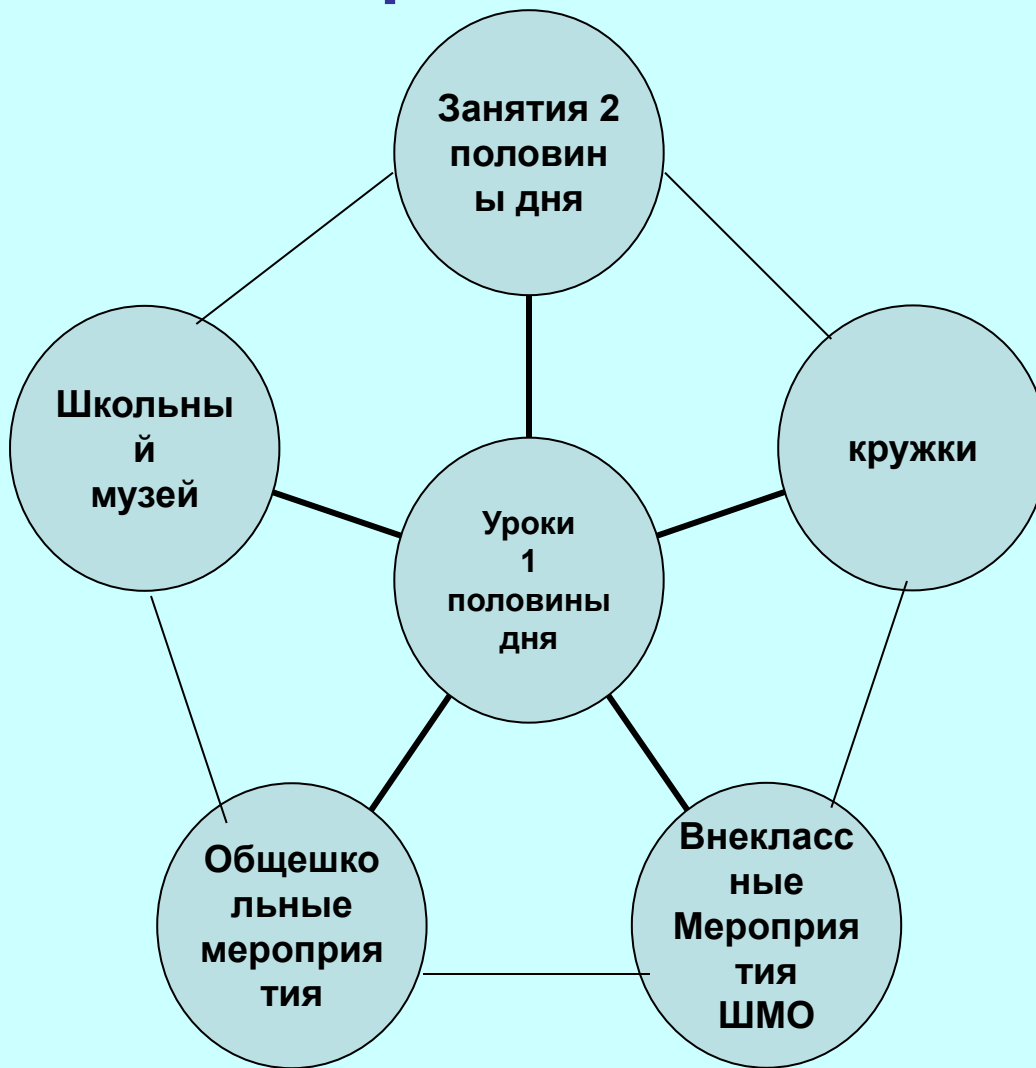 Занятия 2
половин
ы дня
Школьны
й
музей
кружки
Уроки
1
половины
дня
Общешко
льные
мероприя
тия
Внекласс
ные
Мероприя
тия
ШМО